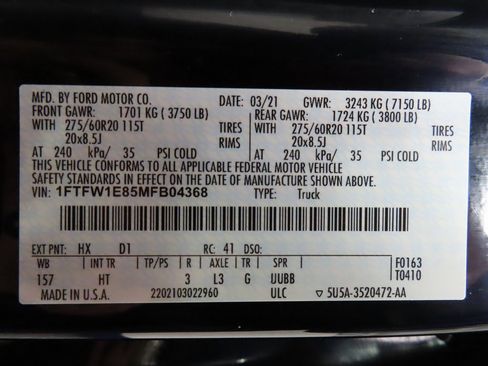 MFD. BY FORD MOTOR CO. DATE: 03/21 GVWR: 3243 KG ( 7150 LB)
FRONT GAWR: 1701 KG ( 3750 LB) REAR GAWR: 1724 KG ( 3800 LB)
WITH 275/60R20 115T TIRES WITH 275/60R20 115T TIRES
20x8.5J RIMS 20x8.5J RIMS
AT 240 kPa/ 35 PSI COLD AT 240 kPa/ 35 PSI COLD
THIS VEHICLE CONFORMS TO ALL APPLICABLE FEDERAL MOTOR VEHICLE
SAFETY STANDARDS IN EFFECT ON THE DATE OF MANUFACTURE SHOWN ABOVE.
VIN: 1FTFW1E85MFB04368 TYPE: Truck
EXT PNT: HX D1 RC: 41 DSO:
WB INT TR TP/PS R AXLE TR SPR F0163
157 HT 3 L3 G IJUBB T0410
MADE IN U.S.A. 2202103022960 ULC ▽ 5U5A-3520472-AA